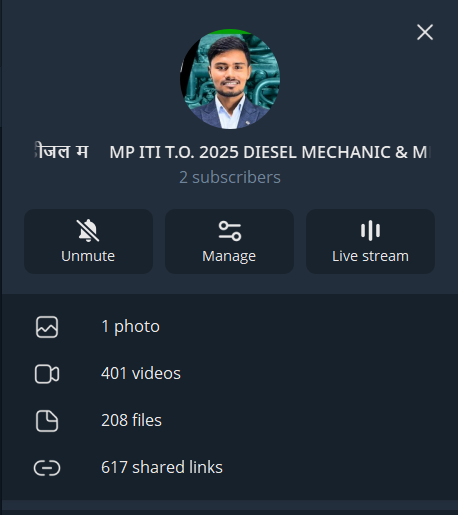 MP ITI T.O. 2025 DIESEL MECHANIC & M
2 subscribers
Unmute
Manage
Live stream
1 photo
401 videos
208 files
617 shared links